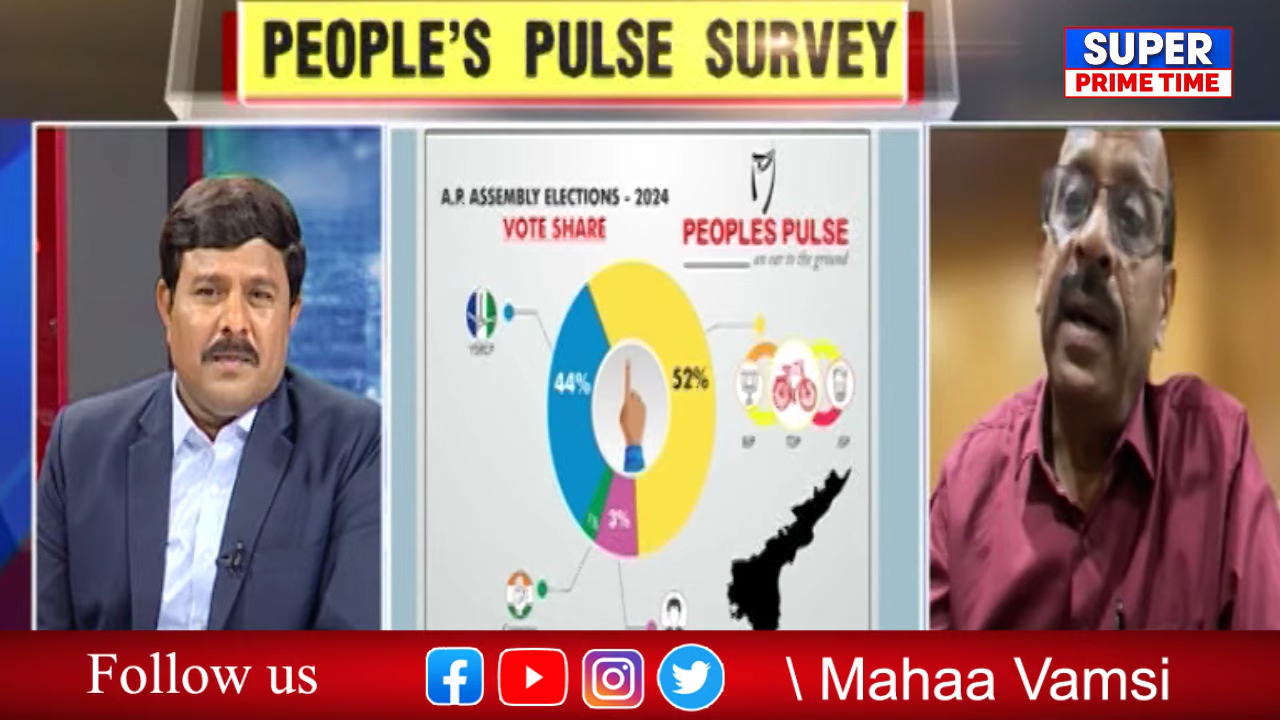 PEOPLE'S PULSE SURVEY
SUPER
PRIME TIME
A.P. ASSEMBLY ELECTIONS - 2024
VOTE SHARE
PEOPLES PULSE
an ear to the ground
YSRCP
44%
52%
BJP TDP JSP
3%
Follow us
\ Mahaa Vamsi